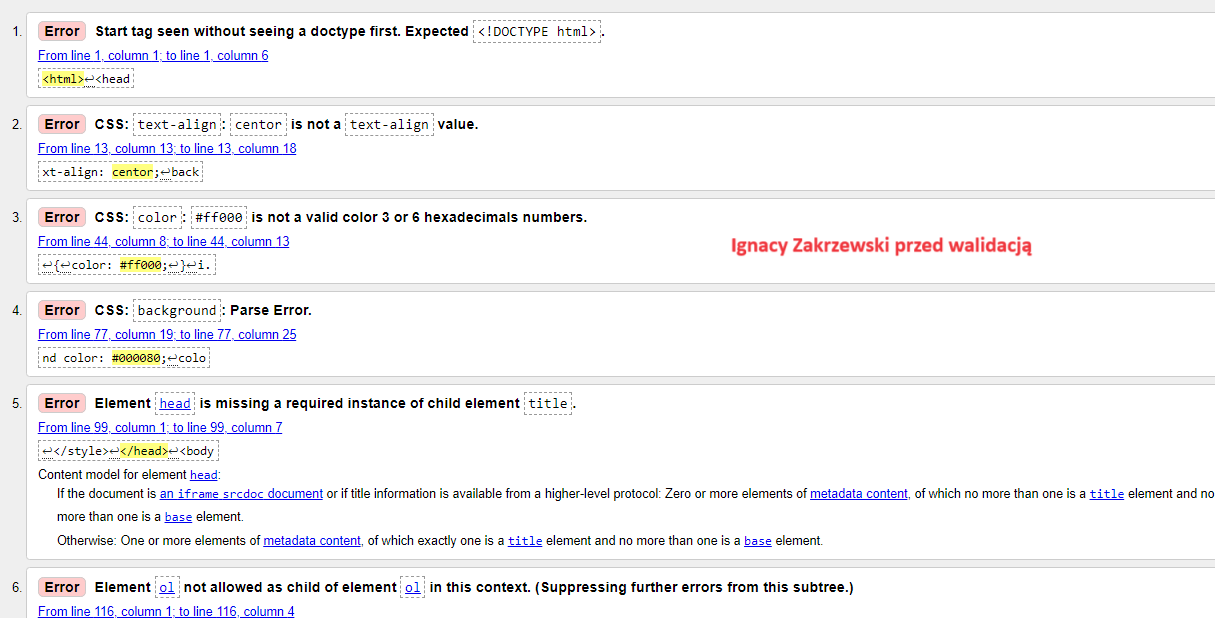 1. Error Start tag seen without seeing a doctype first. Expected <!DOCTYPE html>.
From line 1, column 1; to line 1, column 6
<html>↩<head
2. Error CSS: text-align: centor is not a text-align value.
From line 13, column 13; to line 13, column 18
xt-align: centor;↩back
3. Error CSS: color: #ff000 is not a valid color 3 or 6 hexadecimals numbers.
From line 44, column 8; to line 44, column 13
Ignacy Zakrzewski przed walidacją
↩{↩color: #ff000;↩}↩i.
4. Error CSS: background: Parse Error.
From line 77, column 19; to line 77, column 25
nd color: #000080;↩colo
5. Error Element head is missing a required instance of child element title.
From line 99, column 1; to line 99, column 7
↩</style>↩</head>↩<body
Content model for element head:
If the document is an iframe srcdoc document or if title information is available from a higher-level protocol: Zero or more elements of metadata content, of which no more than one is a title element and no
more than one is a base element.
Otherwise: One or more elements of metadata content, of which exactly one is a title element and no more than one is a base element.
6. Error Element ol not allowed as child of element ol in this context. (Suppressing further errors from this subtree.)
From line 116, column 1; to line 116, column 4